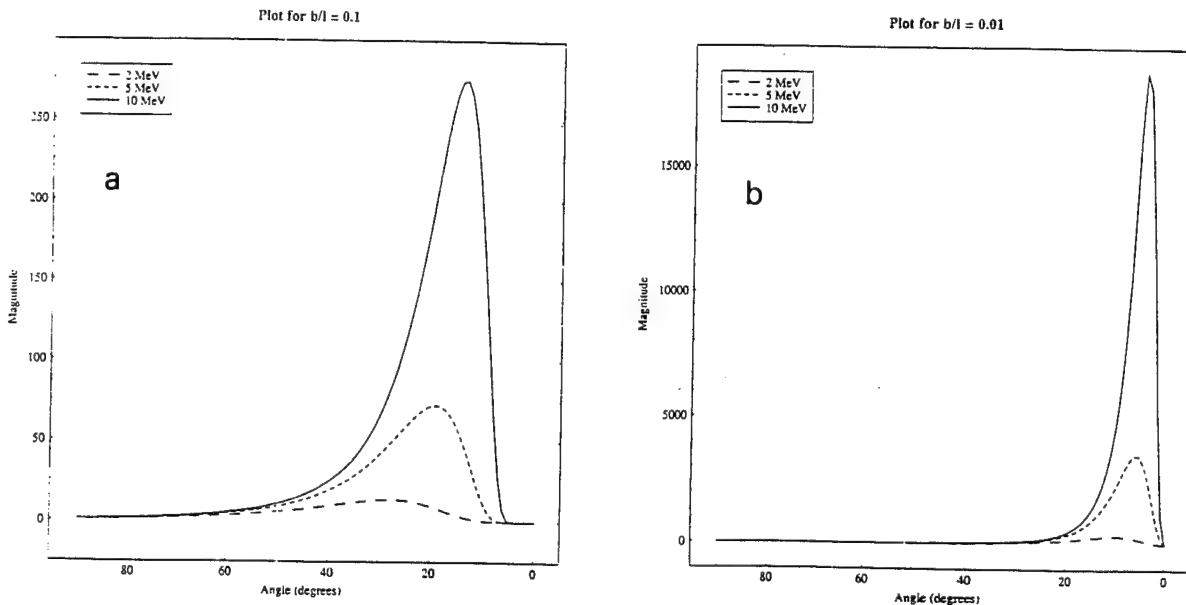 Plot for b/l = 0.1
2 MeV
5 MeV
10 MeV
a
250
200
150
100
50
0
Magnitude
80
60
40
20
0
Angle (degrees)
Plot for b/l = 0.01
2 MeV
5 MeV
10 MeV
b
15000
10000
5000
0
Magnitude
80
60
40
20
0
Angle (degrees)